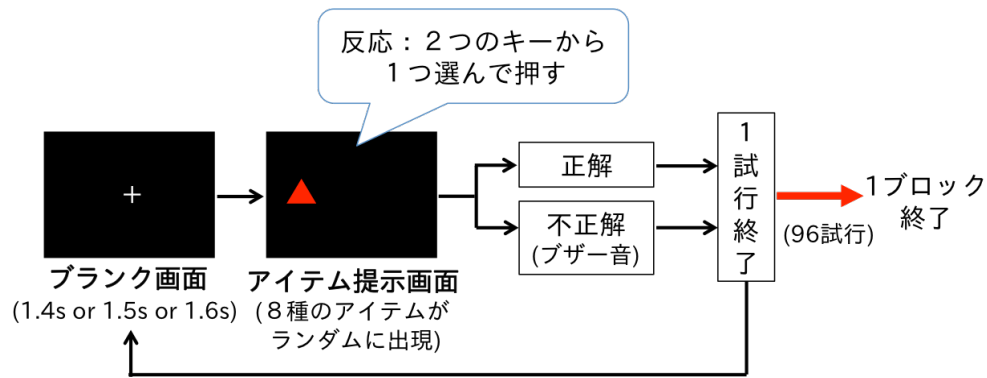 反応：２つのキーから
１つ選んで押す
ブランク画面
(1.4s or 1.5s or 1.6s)
アイテム提示画面
(８種のアイテムが
ランダムに出現)
正解
不正解
(ブザー音)
1
試
行
終
了
(96試行)
1ブロック
終了